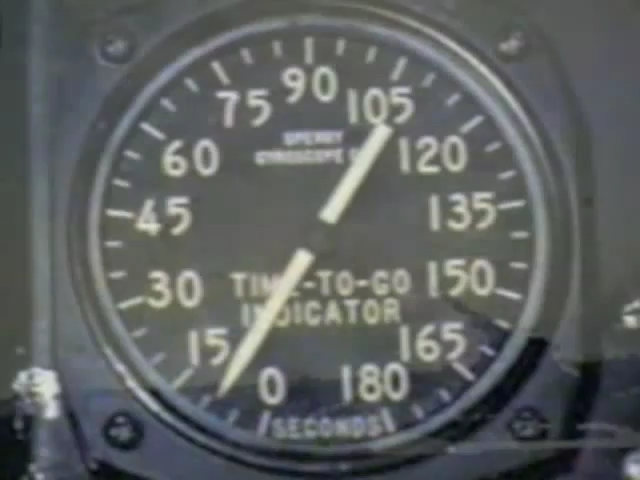 90
75 105
SPERRY
GYROSCOPE
60 120
45 135
30 TIME-TO-GO 150
INDICATOR
15 165
0 180
SECONDS